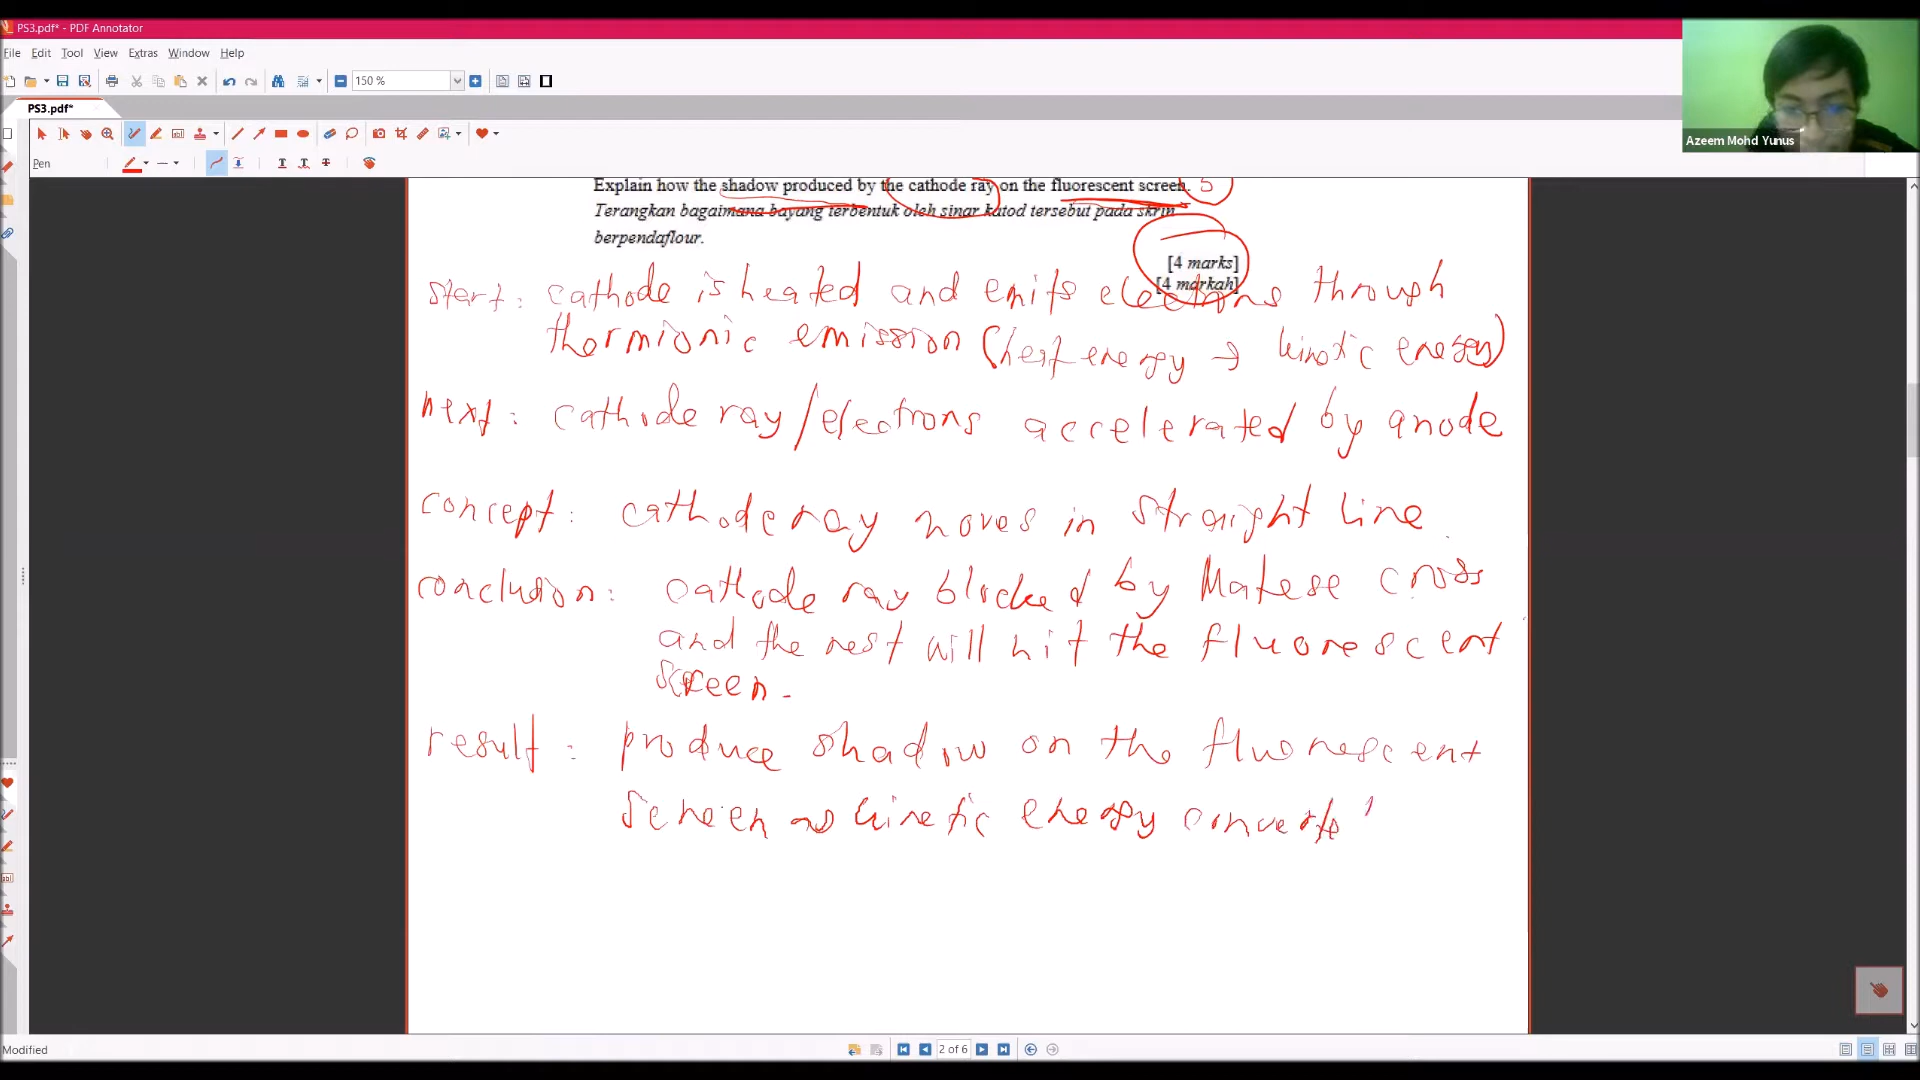 PS3.pdf* - PDF Annotator
File Edit Tool View Extras Window Help
150 %
PS3.pdf*
Azeem Mohd Yunus
Pen
Explain how the shadow produced by the cathode ray on the fluorescent screen. 5
Terangkan bagaimana bayang terbentuk oleh sinar katod tersebut pada skrin
berpendaflour.
[4 marks]
[4 markah]
start: cathode is heated and emits electrons through
thermionic emission (heat energy → kinetic energy)
next: cathode ray/electrons accelerated by anode
concept: cathode ray moves in straight line.
conclusion: cathode ray blocked by Maltese cross
and the rest will hit the fluorescent
screen.
result: produce shadow on the fluorescent
screen as kinetic energy converts
Modified
2 of 6